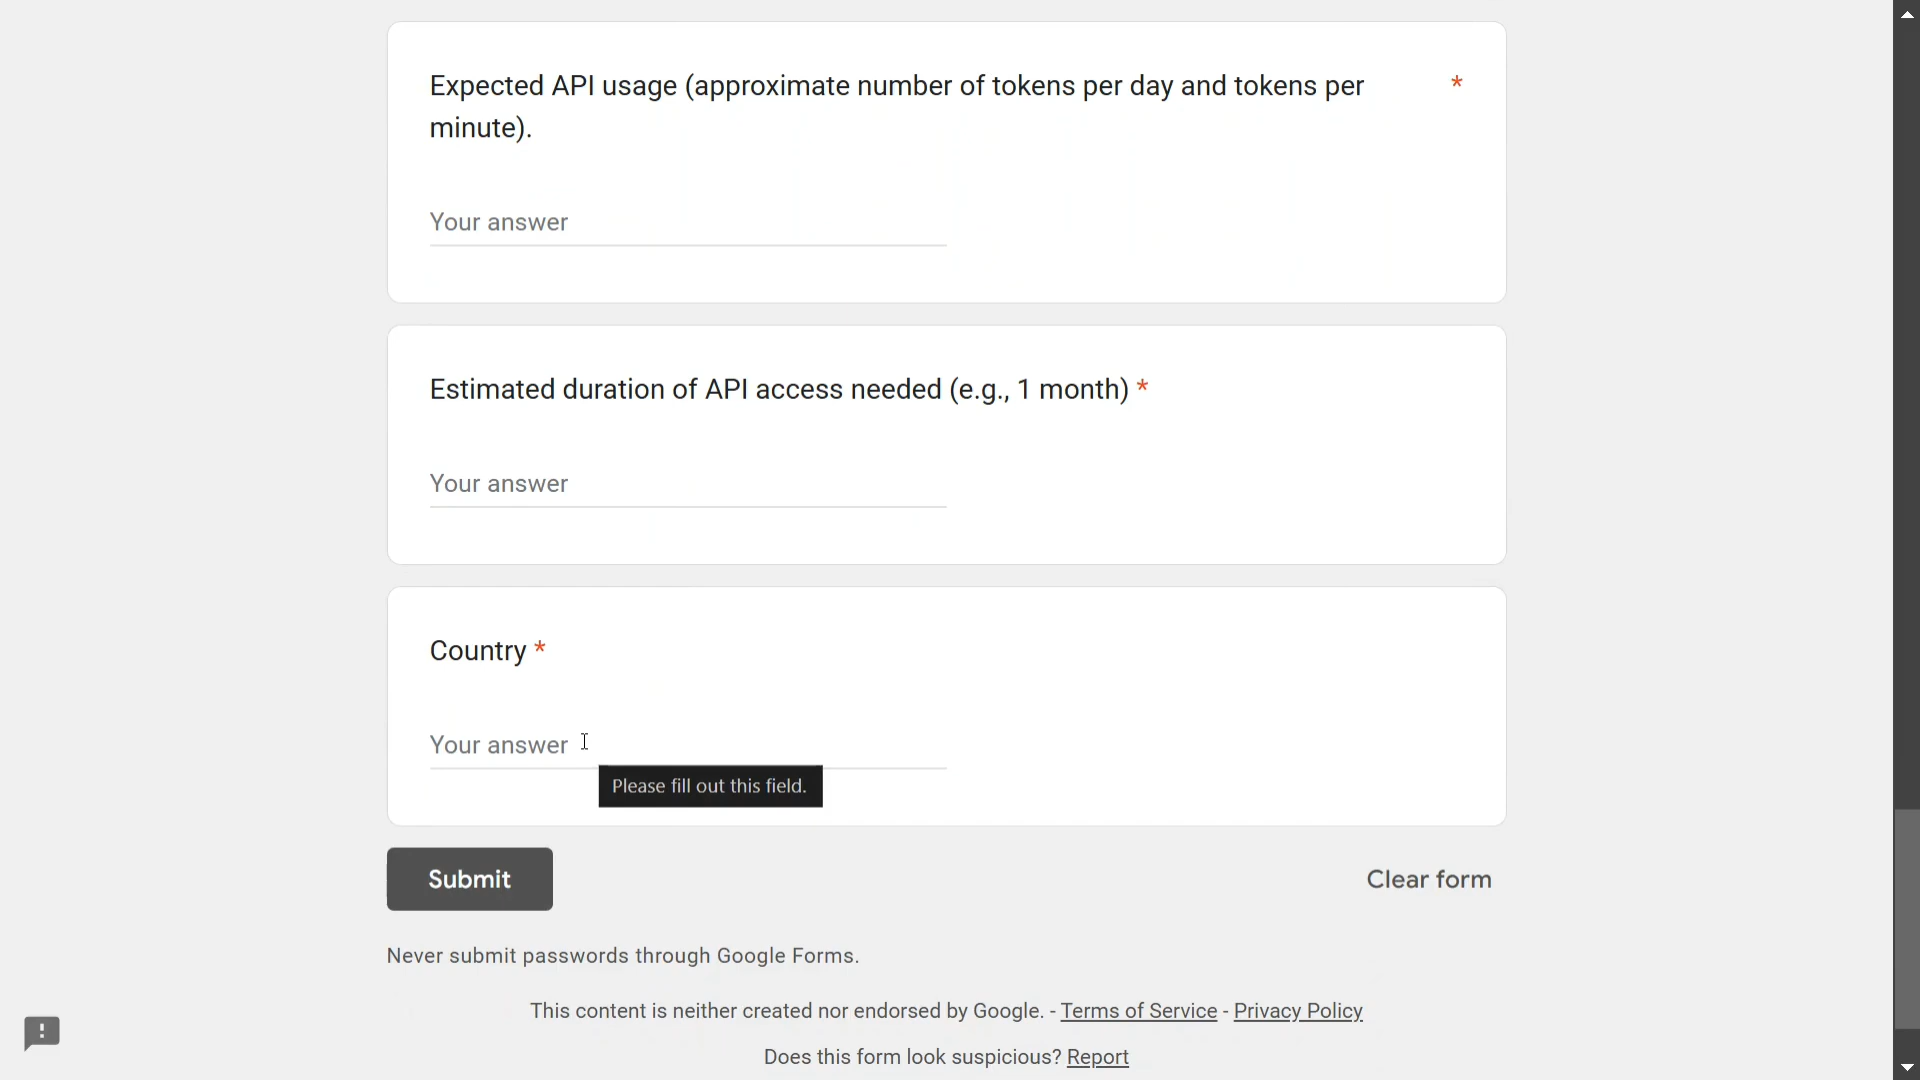 Expected API usage (approximate number of tokens per day and tokens per *
minute).
Your answer
Estimated duration of API access needed (e.g., 1 month) *
Your answer
Country *
Your answer
Please fill out this field.
Submit
Clear form
Never submit passwords through Google Forms.
This content is neither created nor endorsed by Google. - Terms of Service - Privacy Policy
Does this form look suspicious? Report